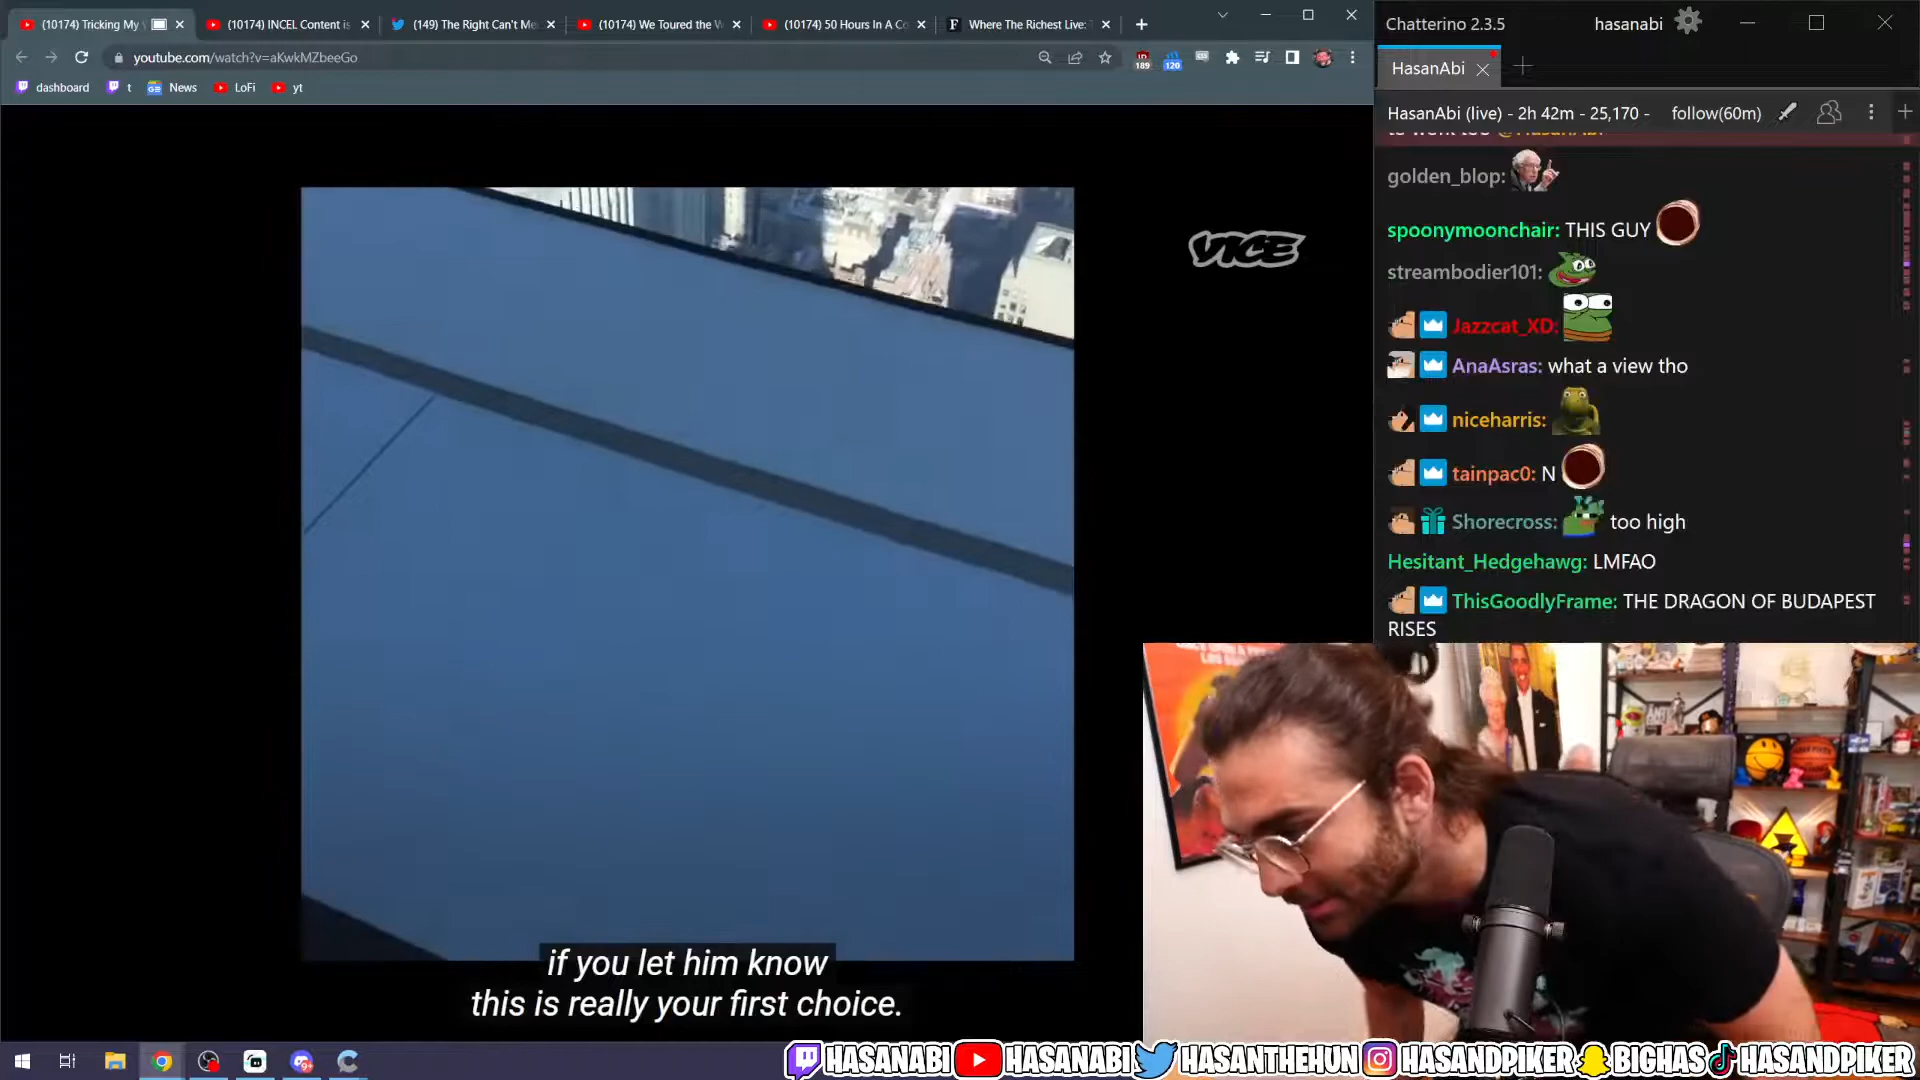 (10174) Tricking My
(10174) INCEL Content is
(149) The Right Can't Me
(10174) We Toured the W
(10174) 50 Hours In A Co
Where The Richest Live:
youtube.com/watch?v=aKwkMZbeeGo
189
120
dashboard
t
News
LoFi
yt
VICE
if you let him know
this is really your first choice.
Chatterino 2.3.5
hasanabi
HasanAbi
HasanAbi (live) - 2h 42m - 25,170 -
follow(60m)
golden_blop:
spoonymoonchair: THIS GUY
streambodier101:
Jazzcat_XD:
AnaAsras: what a view tho
niceharris:
tainpac0: N
Shorecross: too high
Hesitant_Hedgehawg: LMFAO
ThisGoodlyFrame: THE DRAGON OF BUDAPEST
RISES
HASANABI HASANABI HASANTHEHUN HASANDPIKER BIGHAS HASANDPIKER